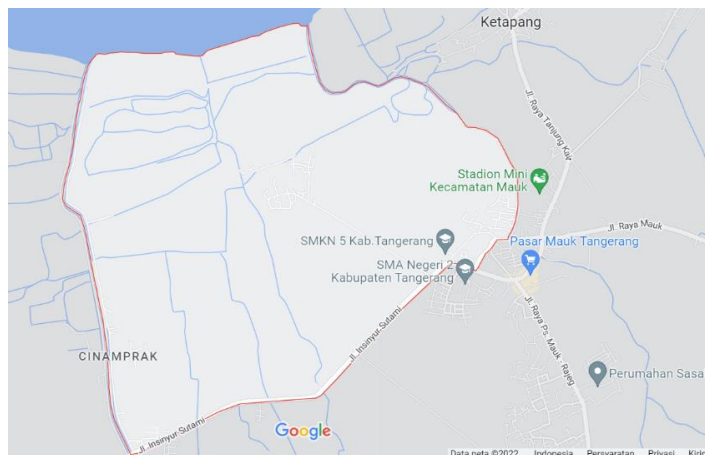 Ketapang
Jl. Raya Tanjung Kait
Stadion Mini
Kecamatan Mauk
Jl. Raya Mauk
SMKN 5 Kab.Tangerang
Pasar Mauk Tangerang
SMA Negeri 2
Kabupaten Tangerang
Jl. Raya Ps. Mauk - Rajeg
Jl. Insinyur Sutami
CINAMPRAK
Perumahan Sasa
Jl. Insinyur Sutami
Google
Data peta ©2022 Indonesia Persyaratan Privasi Kirim